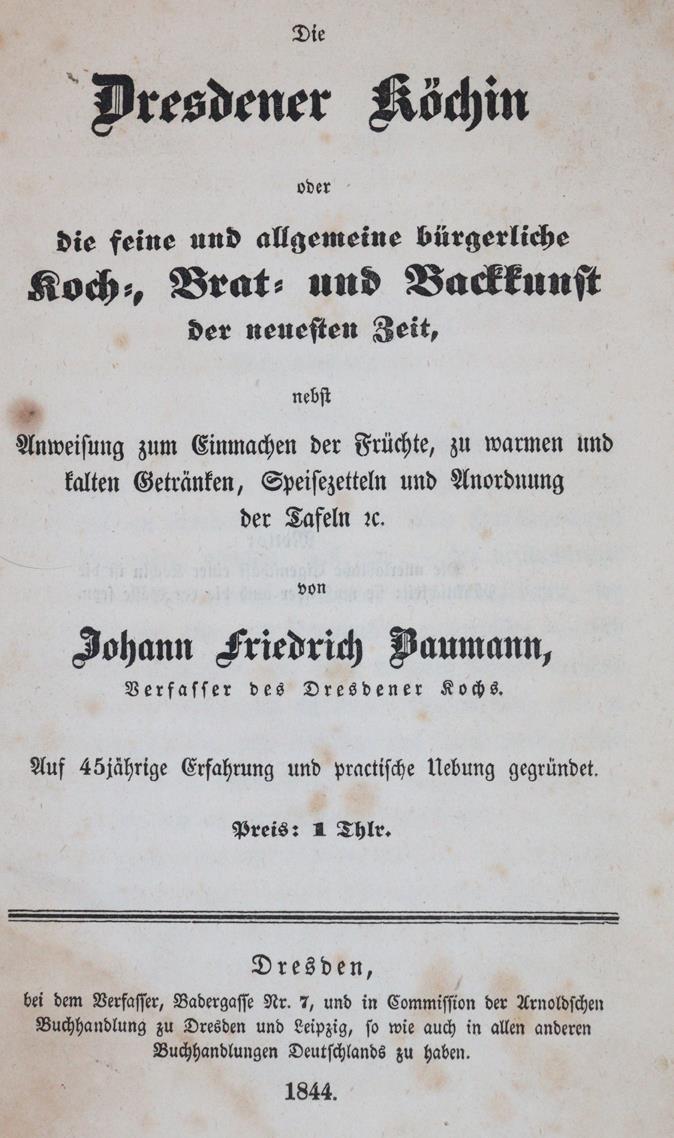 Die
Dresdener Köchin
oder
die feine und allgemeine bürgerliche
Koch-, Brat- und Backkunst
der neuesten Zeit,
nebst
Anweisung zum Einmachen der Früchte, zu warmen und
kalten Getränken, Speisezetteln und Anordnung
der Tafeln ꝛc.
von
Johann Friedrich Baumann,
Verfasser des Dresdener Kochs.
Auf 45jährige Erfahrung und practische Uebung gegründet.
Preis: 1 Thlr.
Dresden,
bei dem Verfasser, Badergasse Nr. 7, und in Commission der Arnoldschen
Buchhandlung zu Dresden und Leipzig, so wie auch in allen anderen
Buchhandlungen Deutschlands zu haben.
1844.